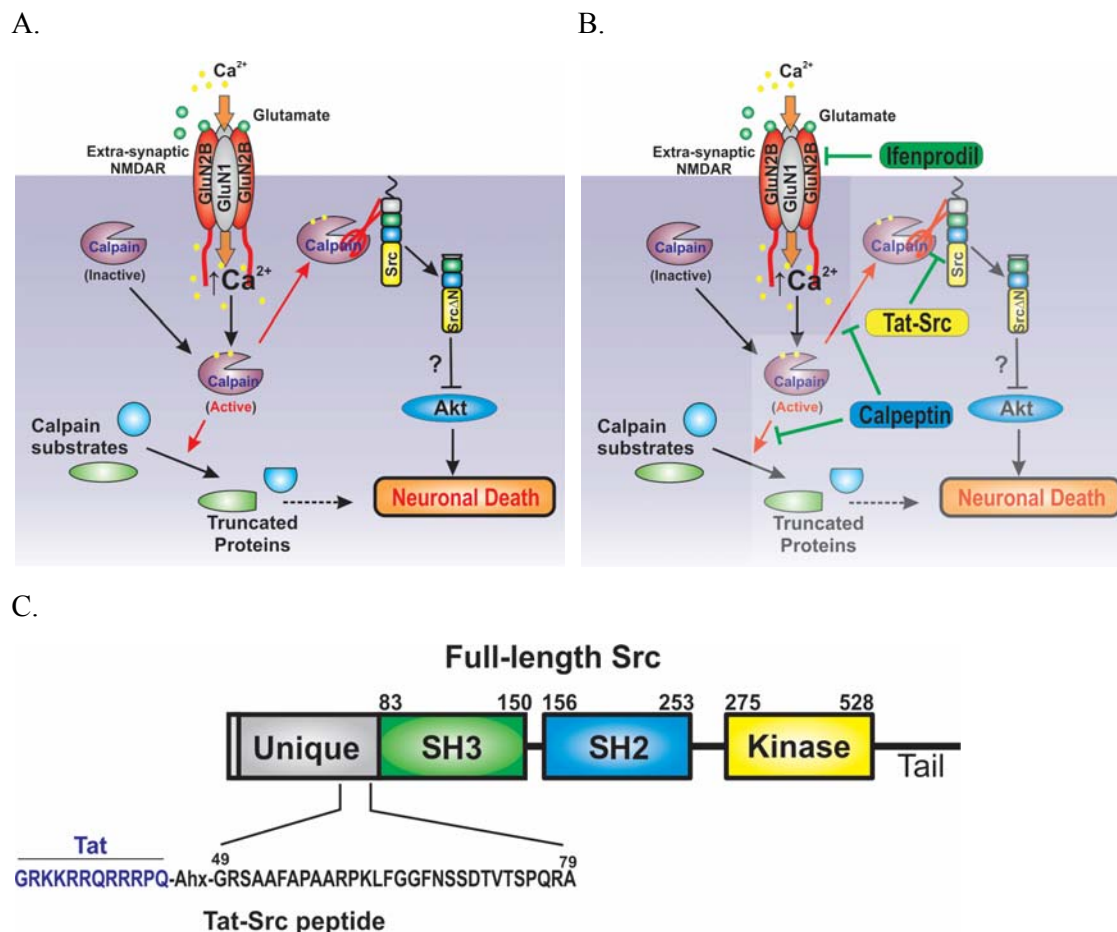 A.
Ca²⁺
Glutamate
Extra-synaptic
NMDAR
GluN2B
GluN1
GluN2B
Calpain
(Inactive)
↑Ca²⁺
Calpain
Src
SrcΔN
?
Calpain
(Active)
Akt
Calpain
substrates
Neuronal Death
Truncated
Proteins
B.
Ca²⁺
Glutamate
Extra-synaptic
NMDAR
GluN2B
GluN1
GluN2B
Ifenprodil
Calpain
(Inactive)
↑Ca²⁺
Calpain
Src
SrcΔN
Tat-Src
?
Calpain
(Active)
Calpeptin
Akt
Calpain
substrates
Neuronal Death
Truncated
Proteins
C.
Full-length Src
83 150 156 253 275 528
Unique SH3 SH2 Kinase
Tail
Tat
49 79
GRKKRRQRRRPQ-Ahx-GRSAAFAPAARPKLFGGFNSSDTVTSPQRA
Tat-Src peptide